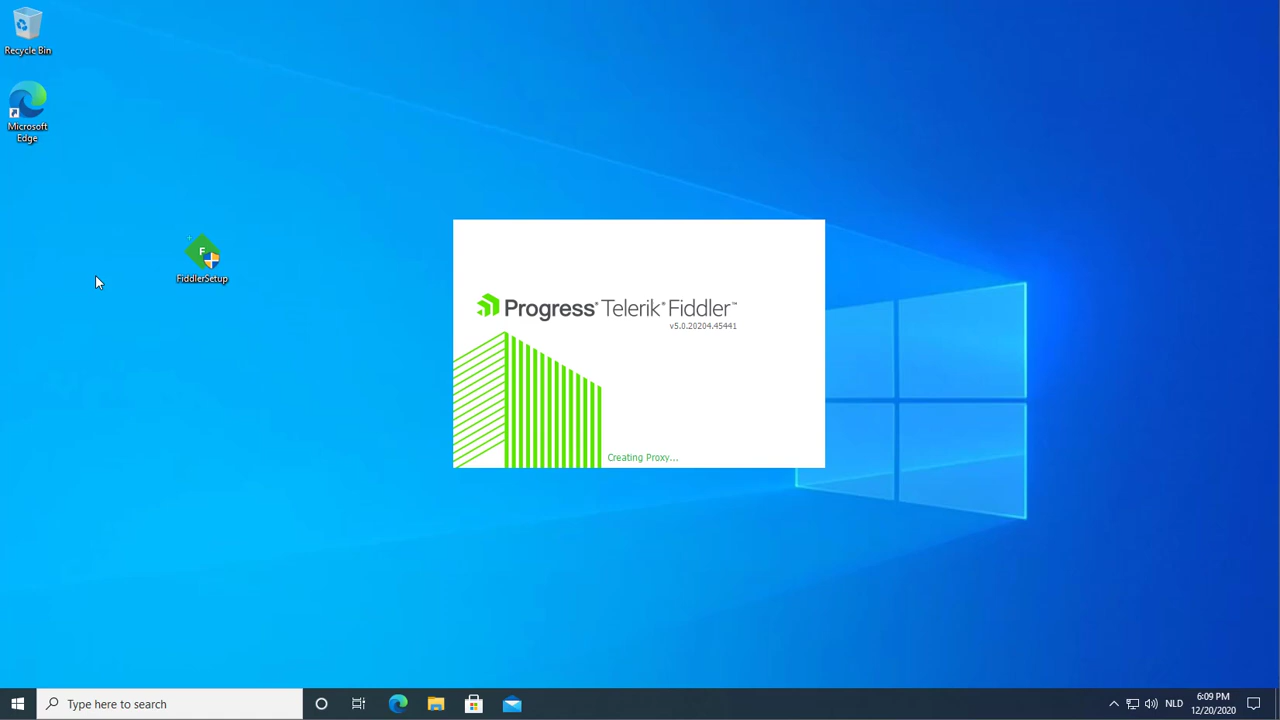 Recycle Bin
Microsoft
Edge
F
FiddlerSetup
Progress® Telerik® Fiddler™
v5.0.20204.45441
Creating Proxy...
Type here to search
NLD
6:09 PM
12/20/2020